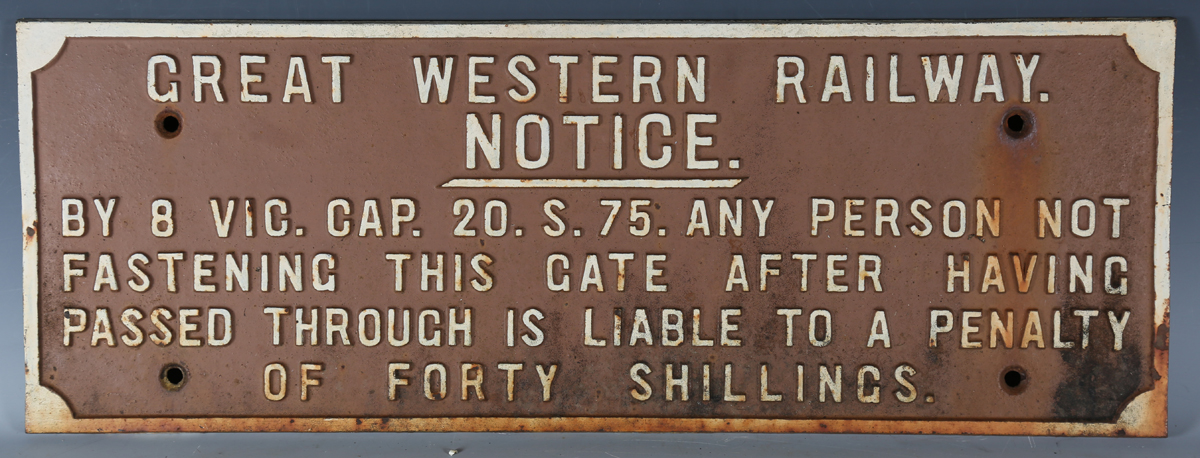 GREAT WESTERN RAILWAY.
NOTICE.
BY 8 VIC. CAP. 20. S. 75. ANY PERSON NOT
FASTENING THIS GATE AFTER HAVING
PASSED THROUGH IS LIABLE TO A PENALTY
OF FORTY SHILLINGS.